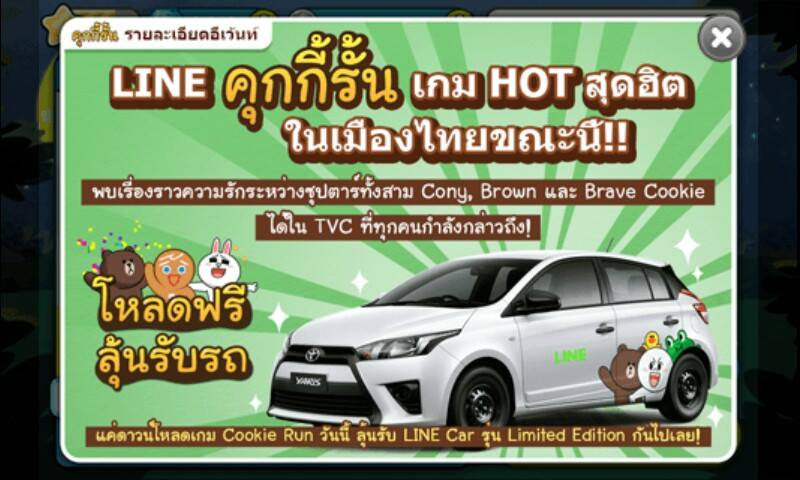 คุกกี้รั้น รายละเอียดอีเว้นท์
LINE คุกกี้รั้น เกม HOT สุดฮิต
ในเมืองไทยขณะนี้!!
พบเรื่องราวความรักระหว่างซุปตาร์ทั้งสาม Cony, Brown และ Brave Cookie
ได้ใน TVC ที่ทุกคนกำลังกล่าวถึง!
โหลดฟรี
ลุ้นรับรถ
LINE
YARIS
แค่ดาวน์โหลดเกม Cookie Run วันนี้ ลุ้นรับ LINE Car รุ่น Limited Edition กันไปเลย!